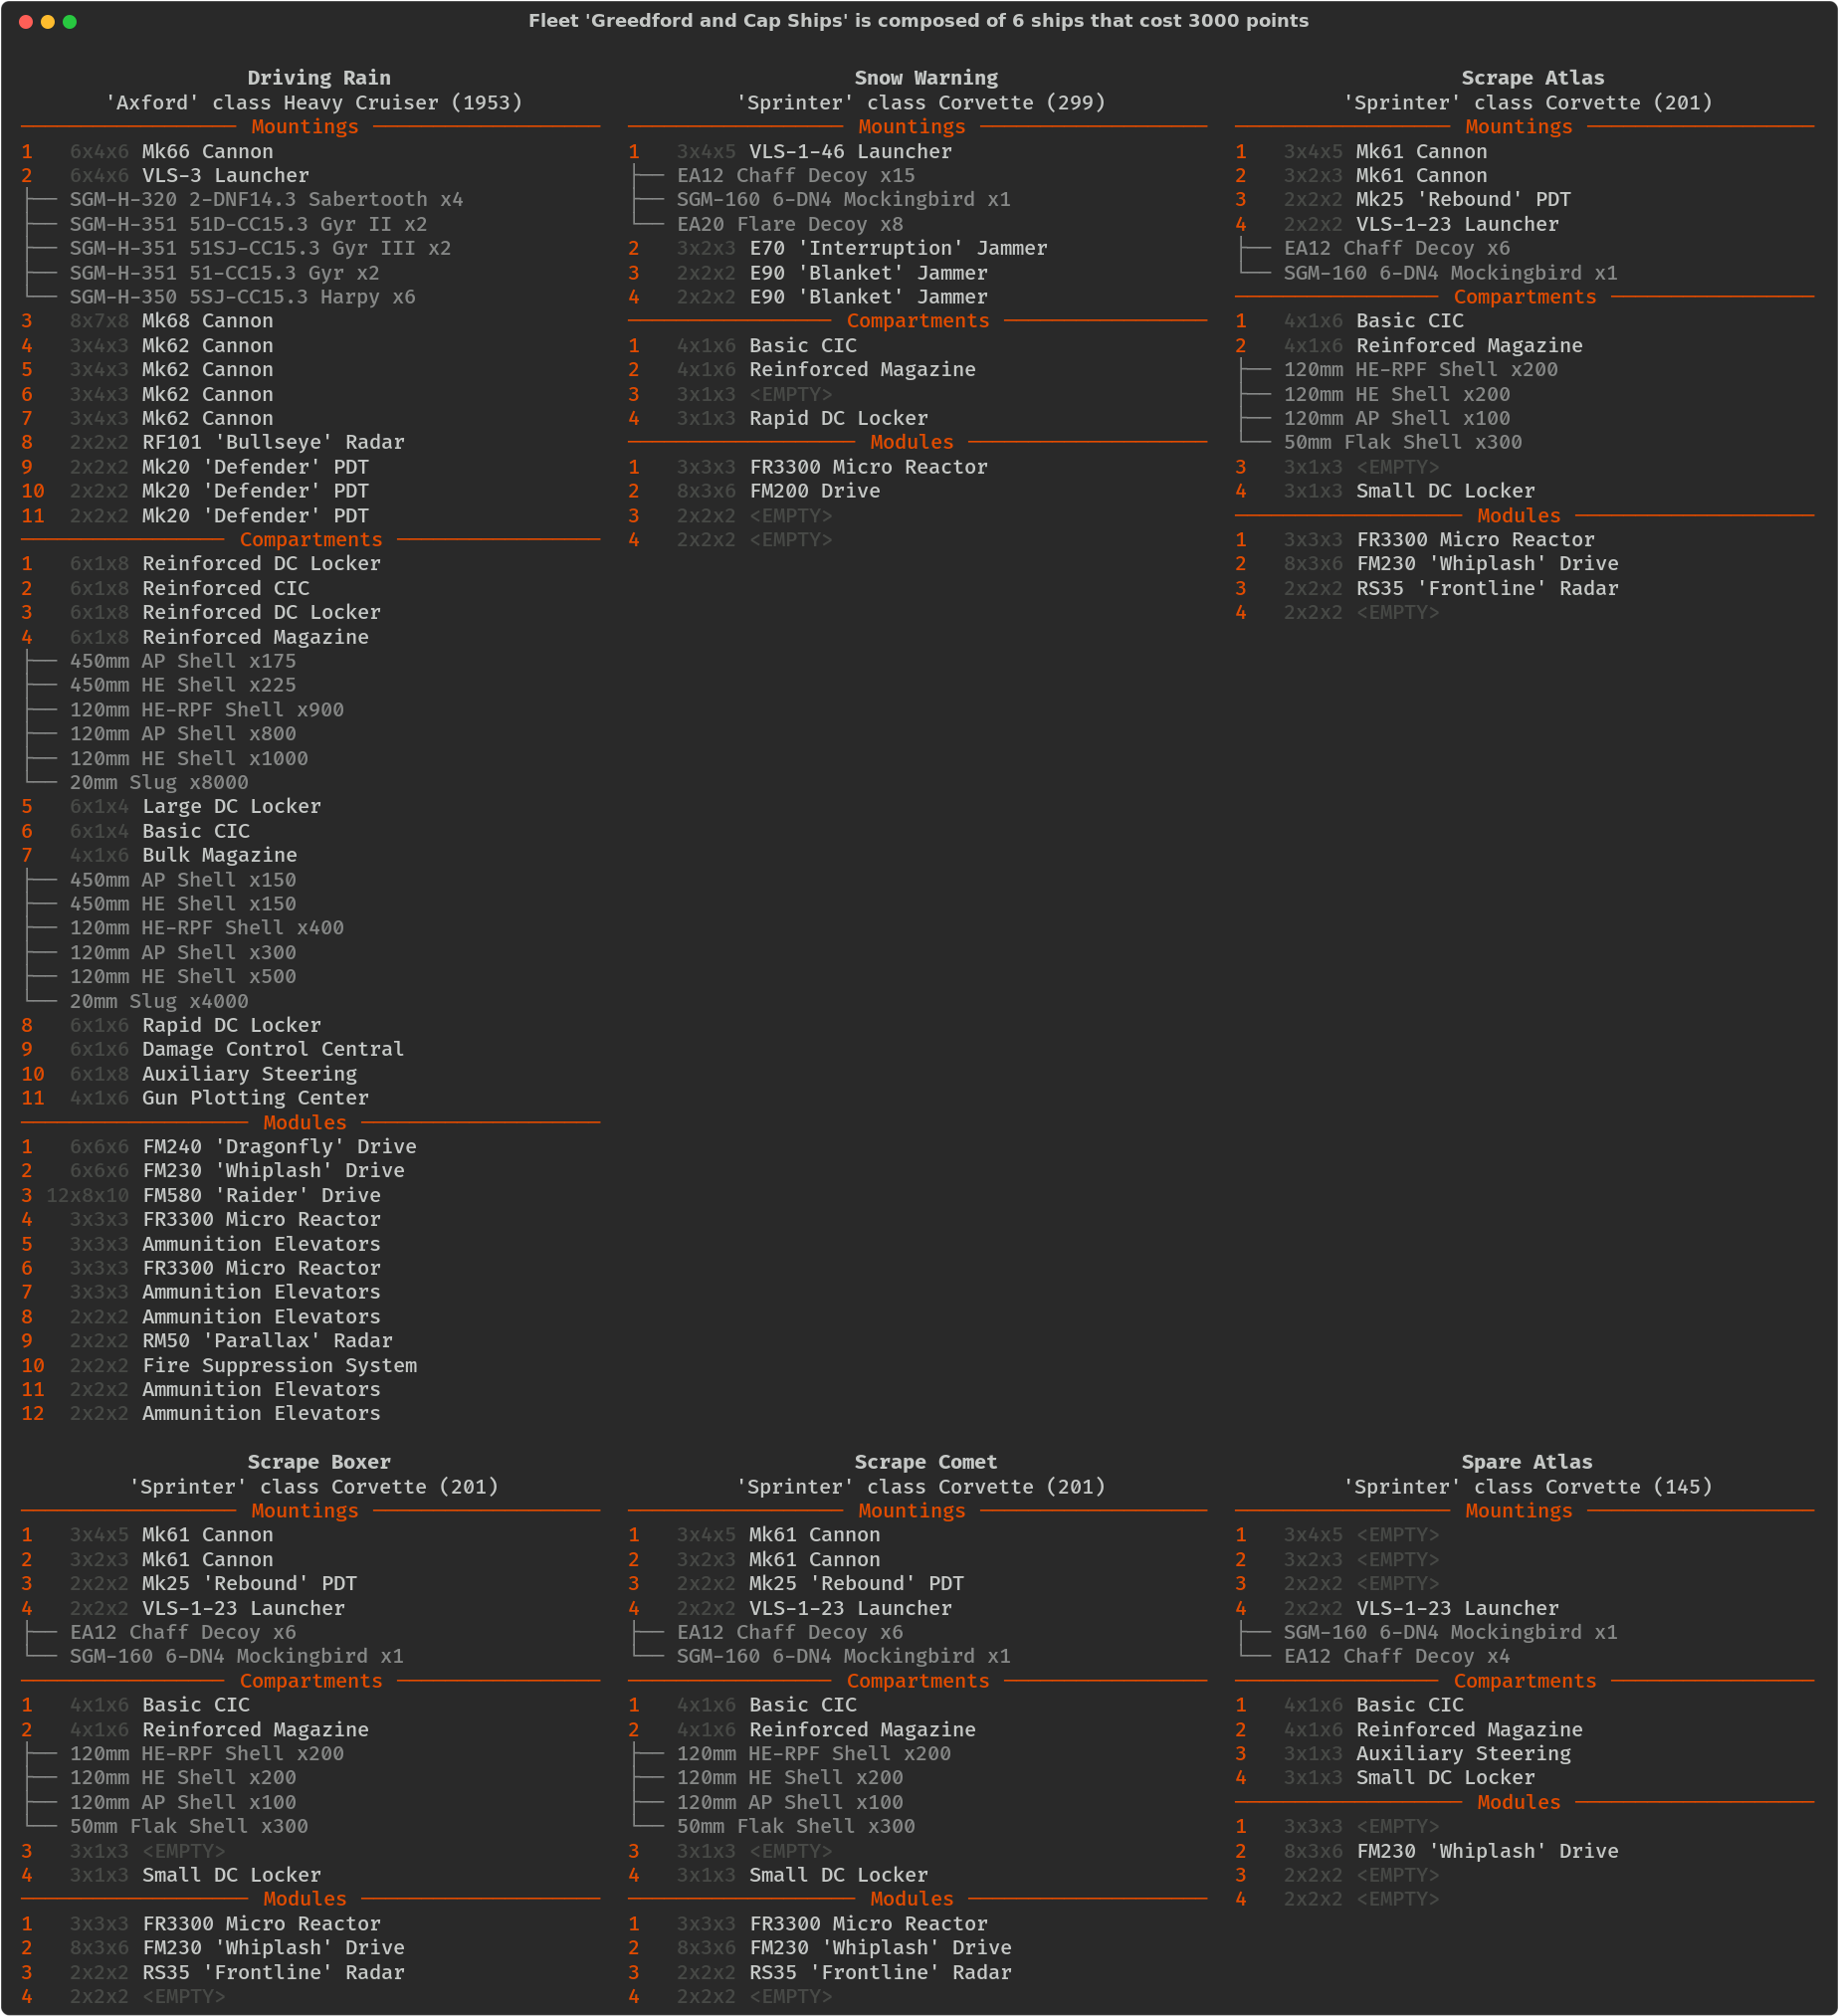 Fleet 'Greedford and Cap Ships' is composed of 6 ships that cost 3000 points
Driving Rain
'Axford' class Heavy Cruiser (1953)
Mountings
1 6x4x6 Mk66 Cannon
2 6x4x6 VLS-3 Launcher
SGM-H-320 2-DNF14.3 Sabertooth x4
SGM-H-351 51D-CC15.3 Gyr II x2
SGM-H-351 51SJ-CC15.3 Gyr III x2
SGM-H-351 51-CC15.3 Gyr x2
SGM-H-350 5SJ-CC15.3 Harpy x6
3 8x7x8 Mk68 Cannon
4 3x4x3 Mk62 Cannon
5 3x4x3 Mk62 Cannon
6 3x4x3 Mk62 Cannon
7 3x4x3 Mk62 Cannon
8 2x2x2 RF101 'Bullseye' Radar
9 2x2x2 Mk20 'Defender' PDT
10 2x2x2 Mk20 'Defender' PDT
11 2x2x2 Mk20 'Defender' PDT
Compartments
1 6x1x8 Reinforced DC Locker
2 6x1x8 Reinforced CIC
3 6x1x8 Reinforced DC Locker
4 6x1x8 Reinforced Magazine
450mm AP Shell x175
450mm HE Shell x225
120mm HE-RPF Shell x900
120mm AP Shell x800
120mm HE Shell x1000
20mm Slug x8000
5 6x1x4 Large DC Locker
6 6x1x4 Basic CIC
7 4x1x6 Bulk Magazine
450mm AP Shell x150
450mm HE Shell x150
120mm HE-RPF Shell x400
120mm AP Shell x300
120mm HE Shell x500
20mm Slug x4000
8 6x1x6 Rapid DC Locker
9 6x1x6 Damage Control Central
10 6x1x8 Auxiliary Steering
11 4x1x6 Gun Plotting Center
Modules
1 6x6x6 FM240 'Dragonfly' Drive
2 6x6x6 FM230 'Whiplash' Drive
3 12x8x10 FM580 'Raider' Drive
4 3x3x3 FR3300 Micro Reactor
5 3x3x3 Ammunition Elevators
6 3x3x3 FR3300 Micro Reactor
7 3x3x3 Ammunition Elevators
8 2x2x2 Ammunition Elevators
9 2x2x2 RM50 'Parallax' Radar
10 2x2x2 Fire Suppression System
11 2x2x2 Ammunition Elevators
12 2x2x2 Ammunition Elevators
Snow Warning
'Sprinter' class Corvette (299)
Mountings
1 3x4x5 VLS-1-46 Launcher
EA12 Chaff Decoy x15
SGM-160 6-DN4 Mockingbird x1
EA20 Flare Decoy x8
2 3x2x3 E70 'Interruption' Jammer
3 2x2x2 E90 'Blanket' Jammer
4 2x2x2 E90 'Blanket' Jammer
Compartments
1 4x1x6 Basic CIC
2 4x1x6 Reinforced Magazine
3 3x1x3 <EMPTY>
4 3x1x3 Rapid DC Locker
Modules
1 3x3x3 FR3300 Micro Reactor
2 8x3x6 FM200 Drive
3 2x2x2 <EMPTY>
4 2x2x2 <EMPTY>
Scrape Atlas
'Sprinter' class Corvette (201)
Mountings
1 3x4x5 Mk61 Cannon
2 3x2x3 Mk61 Cannon
3 2x2x2 Mk25 'Rebound' PDT
4 2x2x2 VLS-1-23 Launcher
EA12 Chaff Decoy x6
SGM-160 6-DN4 Mockingbird x1
Compartments
1 4x1x6 Basic CIC
2 4x1x6 Reinforced Magazine
120mm HE-RPF Shell x200
120mm HE Shell x200
120mm AP Shell x100
50mm Flak Shell x300
3 3x1x3 <EMPTY>
4 3x1x3 Small DC Locker
Modules
1 3x3x3 FR3300 Micro Reactor
2 8x3x6 FM230 'Whiplash' Drive
3 2x2x2 RS35 'Frontline' Radar
4 2x2x2 <EMPTY>
Scrape Boxer
'Sprinter' class Corvette (201)
Mountings
1 3x4x5 Mk61 Cannon
2 3x2x3 Mk61 Cannon
3 2x2x2 Mk25 'Rebound' PDT
4 2x2x2 VLS-1-23 Launcher
EA12 Chaff Decoy x6
SGM-160 6-DN4 Mockingbird x1
Compartments
1 4x1x6 Basic CIC
2 4x1x6 Reinforced Magazine
120mm HE-RPF Shell x200
120mm HE Shell x200
120mm AP Shell x100
50mm Flak Shell x300
3 3x1x3 <EMPTY>
4 3x1x3 Small DC Locker
Modules
1 3x3x3 FR3300 Micro Reactor
2 8x3x6 FM230 'Whiplash' Drive
3 2x2x2 RS35 'Frontline' Radar
4 2x2x2 <EMPTY>
Scrape Comet
'Sprinter' class Corvette (201)
Mountings
1 3x4x5 Mk61 Cannon
2 3x2x3 Mk61 Cannon
3 2x2x2 Mk25 'Rebound' PDT
4 2x2x2 VLS-1-23 Launcher
EA12 Chaff Decoy x6
SGM-160 6-DN4 Mockingbird x1
Compartments
1 4x1x6 Basic CIC
2 4x1x6 Reinforced Magazine
120mm HE-RPF Shell x200
120mm HE Shell x200
120mm AP Shell x100
50mm Flak Shell x300
3 3x1x3 <EMPTY>
4 3x1x3 Small DC Locker
Modules
1 3x3x3 FR3300 Micro Reactor
2 8x3x6 FM230 'Whiplash' Drive
3 2x2x2 RS35 'Frontline' Radar
4 2x2x2 <EMPTY>
Spare Atlas
'Sprinter' class Corvette (145)
Mountings
1 3x4x5 <EMPTY>
2 3x2x3 <EMPTY>
3 2x2x2 <EMPTY>
4 2x2x2 VLS-1-23 Launcher
SGM-160 6-DN4 Mockingbird x1
EA12 Chaff Decoy x4
Compartments
1 4x1x6 Basic CIC
2 4x1x6 Reinforced Magazine
3 3x1x3 Auxiliary Steering
4 3x1x3 Small DC Locker
Modules
1 3x3x3 <EMPTY>
2 8x3x6 FM230 'Whiplash' Drive
3 2x2x2 <EMPTY>
4 2x2x2 <EMPTY>